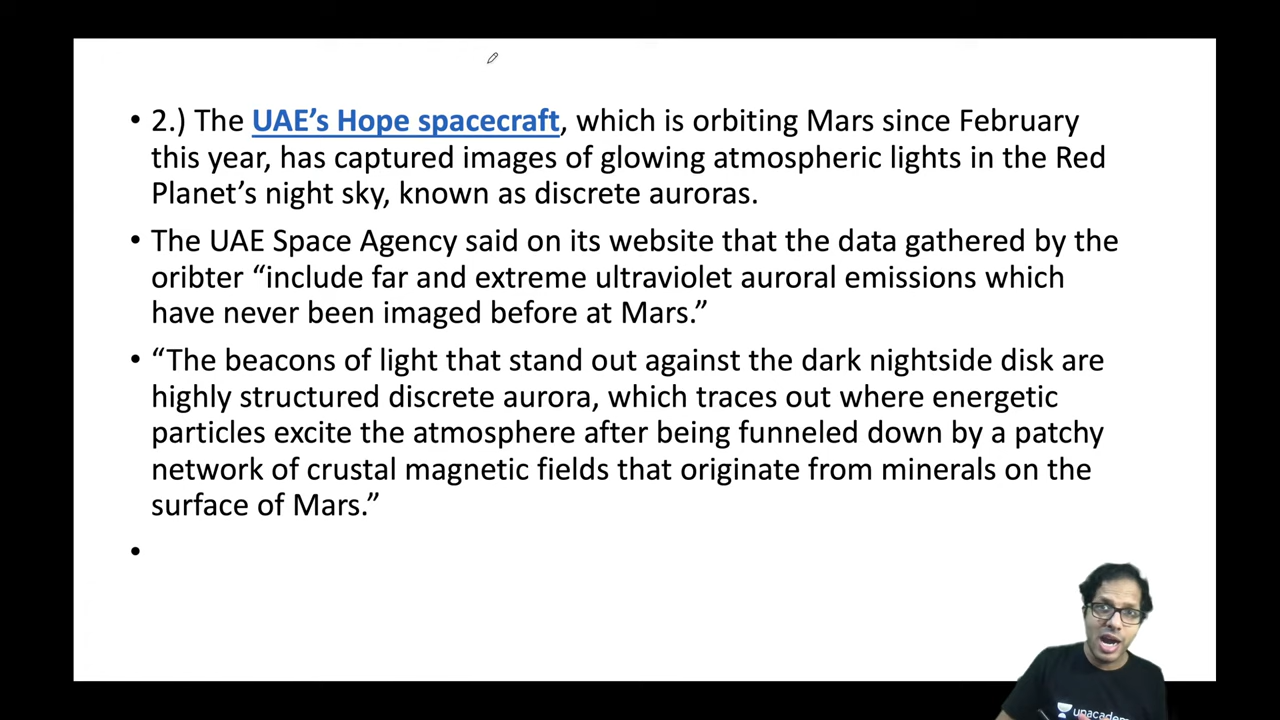 • 2.) The UAE’s Hope spacecraft, which is orbiting Mars since February
this year, has captured images of glowing atmospheric lights in the Red
Planet’s night sky, known as discrete auroras.
• The UAE Space Agency said on its website that the data gathered by the
oribter “include far and extreme ultraviolet auroral emissions which
have never been imaged before at Mars.”
• “The beacons of light that stand out against the dark nightside disk are
highly structured discrete aurora, which traces out where energetic
particles excite the atmosphere after being funneled down by a patchy
network of crustal magnetic fields that originate from minerals on the
surface of Mars.”
•
unacadem